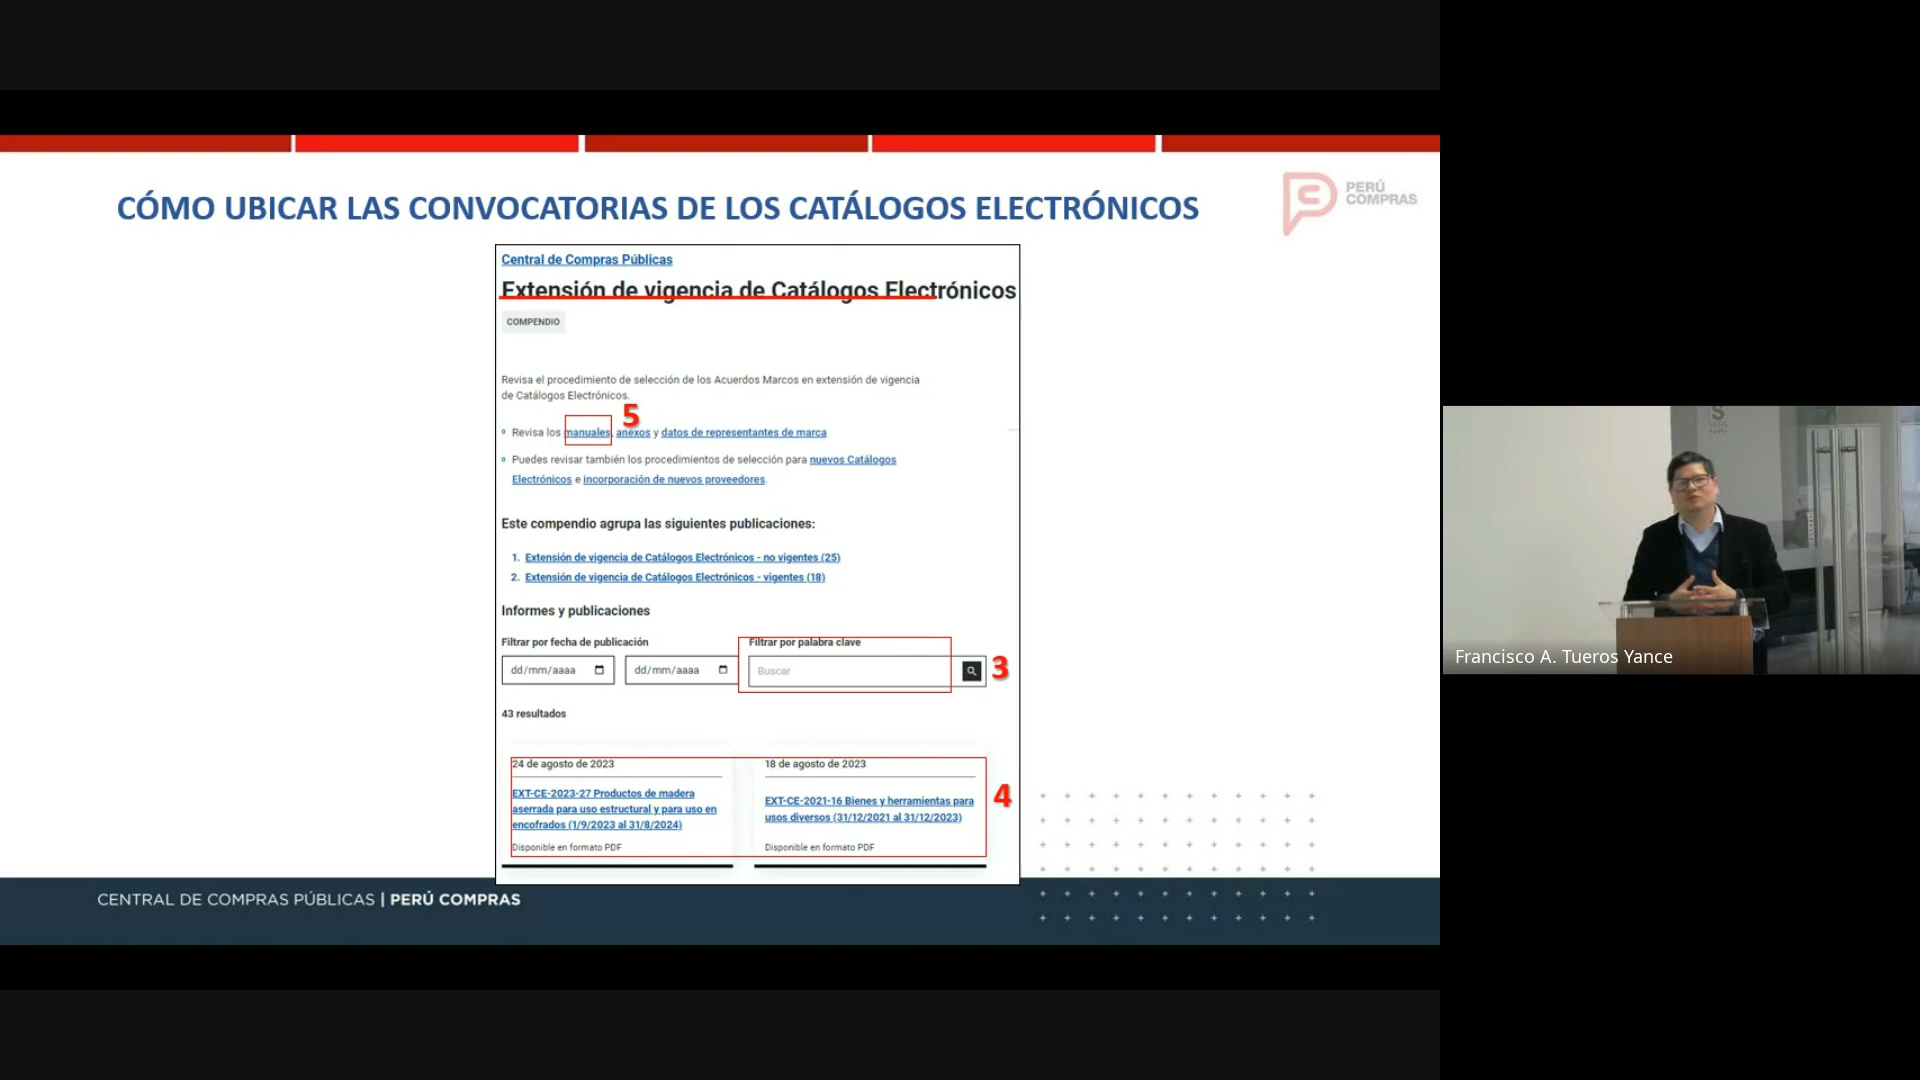 CÓMO UBICAR LAS CONVOCATORIAS DE LOS CATÁLOGOS ELECTRÓNICOS
PERÚ
COMPRAS
Central de Compras Públicas
Extensión de vigencia de Catálogos Electrónicos
COMPENDIO
Revisa el procedimiento de selección de los Acuerdos Marcos en extensión de vigencia
de Catálogos Electrónicos.
5
Revisa los manuales, anexos y datos de representantes de marca
Puedes revisar también los procedimientos de selección para nuevos Catálogos
Electrónicos e incorporación de nuevos proveedores.
Este compendio agrupa las siguientes publicaciones:
1. Extensión de vigencia de Catálogos Electrónicos - no vigentes (25)
2. Extensión de vigencia de Catálogos Electrónicos - vigentes (18)
Informes y publicaciones
Filtrar por fecha de publicación
Filtrar por palabra clave
dd/mm/aaaa
dd/mm/aaaa
Buscar
3
43 resultados
24 de agosto de 2023
EXT-CE-2023-27 Productos de madera
aserrada para uso estructural y para uso en
encofrados (1/9/2023 al 31/8/2024)
Disponible en formato PDF
18 de agosto de 2023
EXT-CE-2021-16 Bienes y herramientas para
usos diversos (31/12/2021 al 31/12/2023)
Disponible en formato PDF
4
CENTRAL DE COMPRAS PÚBLICAS | PERÚ COMPRAS
Francisco A. Tueros Yance